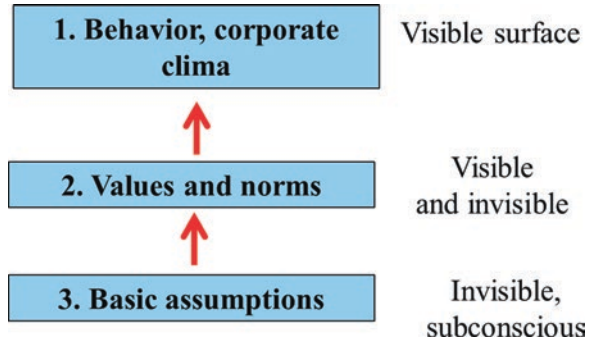 1. Behavior, corporate
clima
Visible surface
2. Values and norms
Visible
and invisible
3. Basic assumptions
Invisible,
subconscious